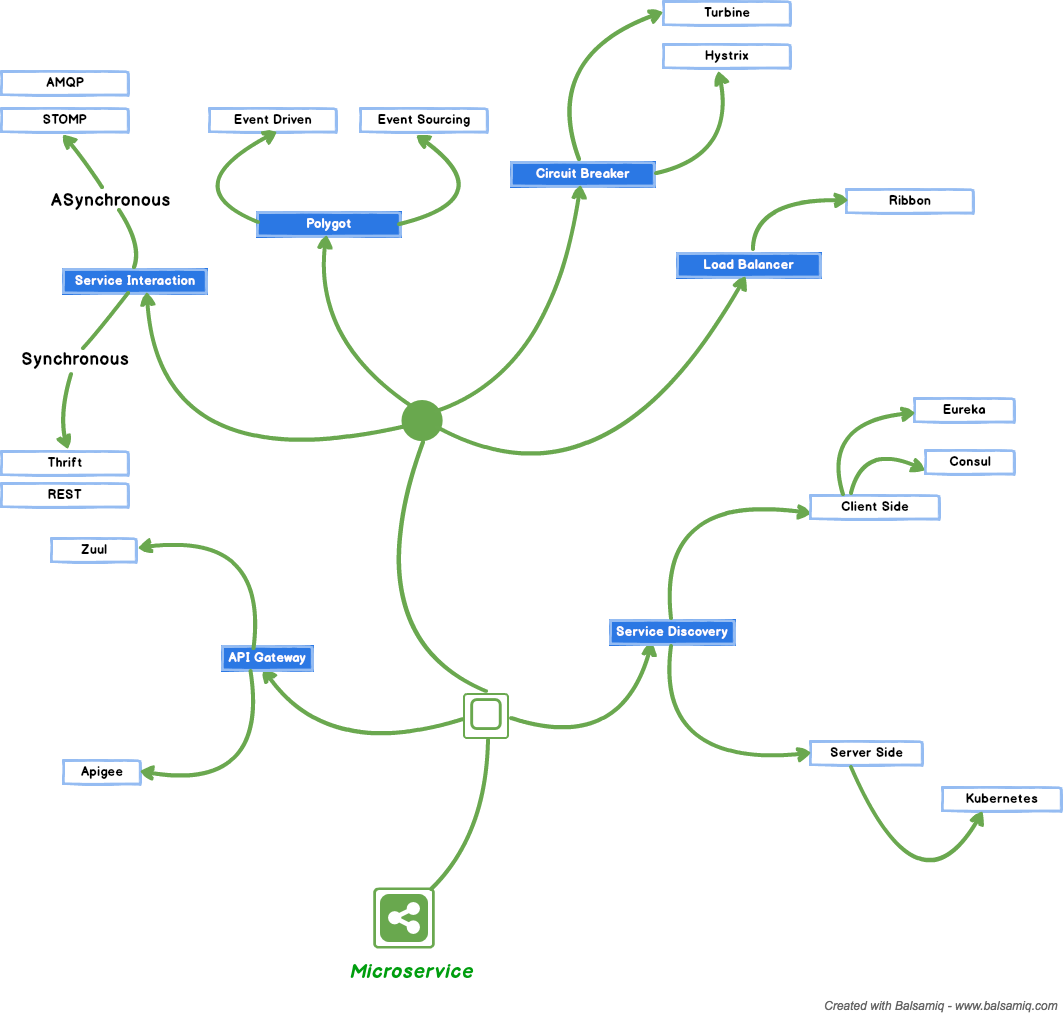 Turbine
Hystrix
AMQP
STOMP
Event Driven
Event Sourcing
Circuit Breaker
ASynchronous
Ribbon
Polygot
Load Balancer
Service Interaction
Synchronous
Eureka
Thrift
Consul
REST
Client Side
Zuul
Service Discovery
API Gateway
Server Side
Apigee
Kubernetes
Microservice
Created with Balsamiq - www.balsamiq.com